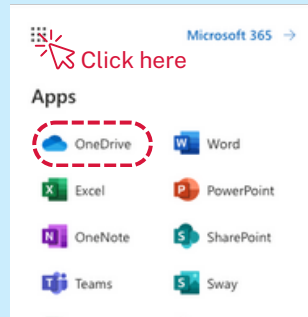 Microsoft 365 →
Click here
Apps
OneDrive
W Word
X Excel
P PowerPoint
N OneNote
S SharePoint
Teams
S Sway